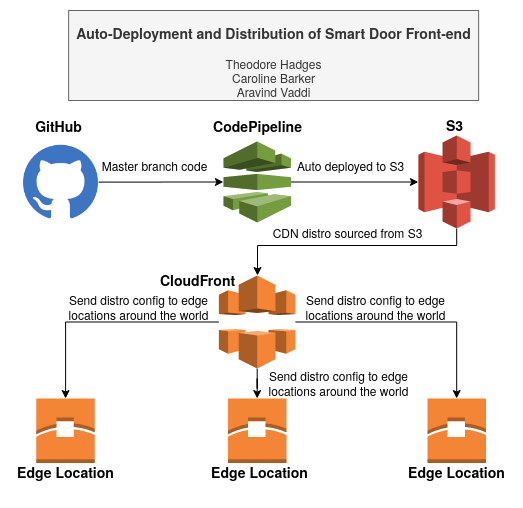 Auto-Deployment and Distribution of Smart Door Front-end
Theodore Hadges
Caroline Barker
Aravind Vaddi
GitHub
CodePipeline
S3
Master branch code
Auto deployed to S3
CDN distro sourced from S3
CloudFront
Send distro config to edge
locations around the world
Send distro config to edge
locations around the world
Send distro config to edge
locations around the world
Edge Location
Edge Location
Edge Location